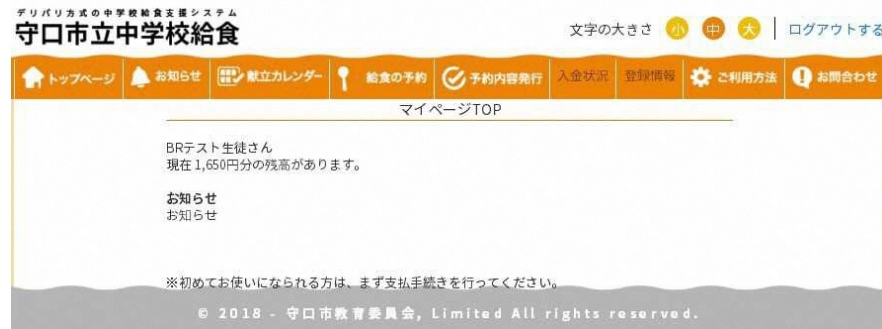 デリバリ方式の中学校給食支援システム
守口市立中学校給食
文字の大きさ 小 中 大 ログアウトする
トップページ お知らせ 献立カレンダー 給食の予約 予約内容発行 入金状況 登録情報 ご利用方法 お問合わせ
マイページTOP
BRテスト生徒さん
現在1,650円分の残高があります。
お知らせ
お知らせ
※初めてお使いになられる方は、まず支払手続きを行ってください。
© 2018 - 守口市教育委員会, Limited All rights reserved.